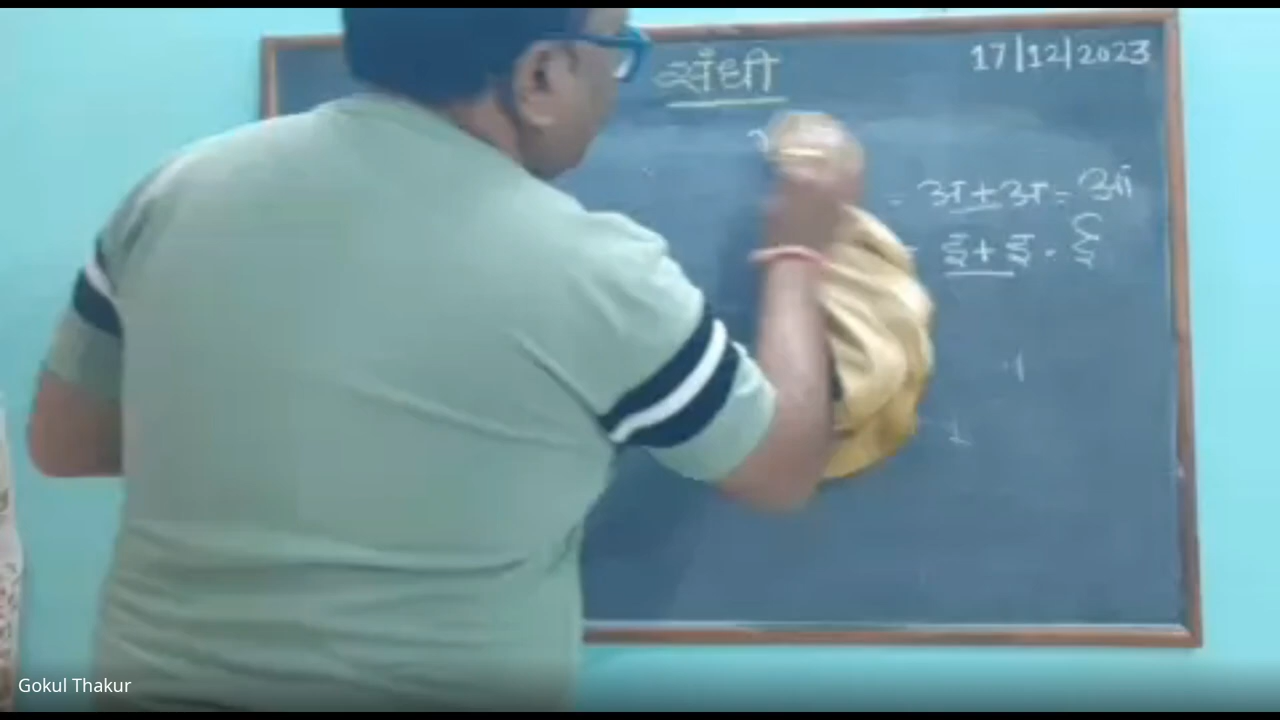 संधी
17/12/2023
= अ + अ = आ
- इ + इ = ई
Gokul Thakur